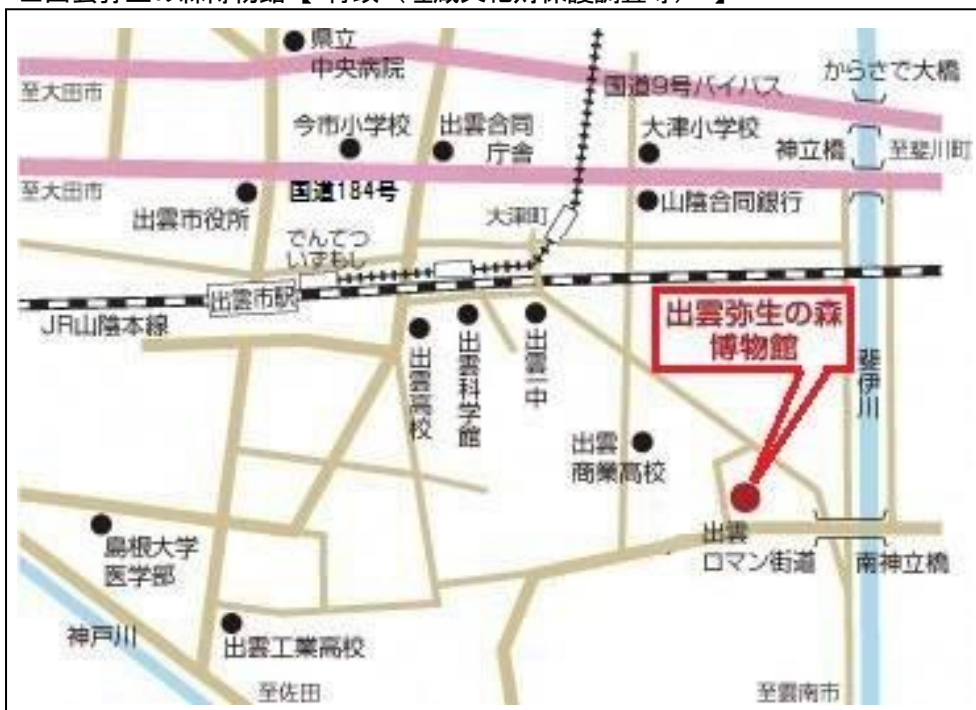 県立
中央病院
からさで大橋
国道9号バイパス
至大田市
今市小学校
出雲合同
庁舎
大津小学校
神立橋
至斐川町
至大田市
国道184号
山陰合同銀行
出雲市役所
大津町
でんてつ
いずもし
出雲市駅
JR山陰本線
出雲弥生の森
博物館
斐伊川
出雲高校
出雲科学館
出雲一中
出雲
商業高校
島根大学
医学部
出雲
ロマン街道
南神立橋
神戸川
出雲工業高校
至佐田
至雲南市